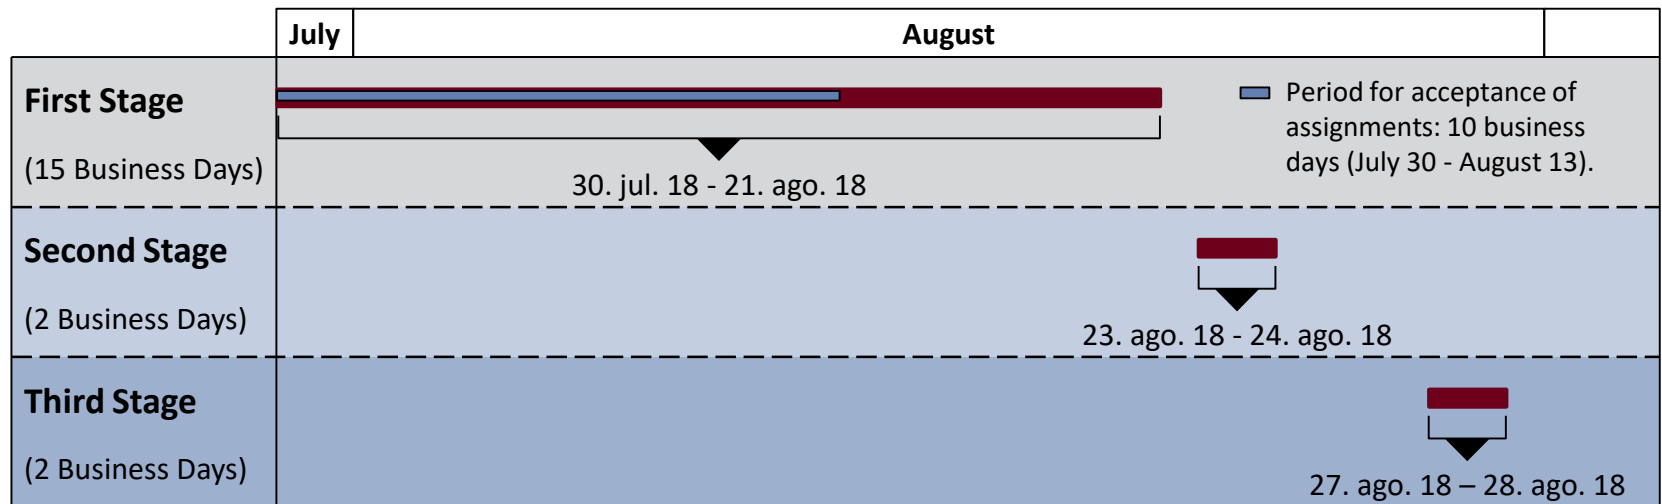 July
August
First Stage
(15 Business Days)
30. jul. 18 - 21. ago. 18
Period for acceptance of
assignments: 10 business
days (July 30 - August 13).
Second Stage
(2 Business Days)
23. ago. 18 - 24. ago. 18
Third Stage
(2 Business Days)
27. ago. 18 – 28. ago. 18